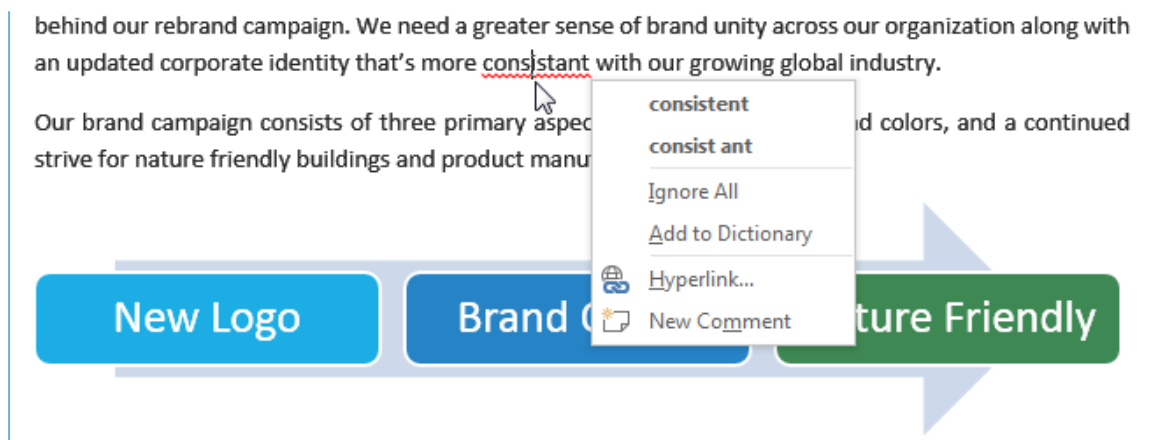 behind our rebrand campaign. We need a greater sense of brand unity across our organization along with
an updated corporate identity that's more consistant with our growing global industry.
Our brand campaign consists of three primary colors, and a continued
strive for nature friendly buildings and product
consistent
consist ant
Ignore All
Add to Dictionary
Hyperlink...
New Comment
New Logo
Brand
Friendly